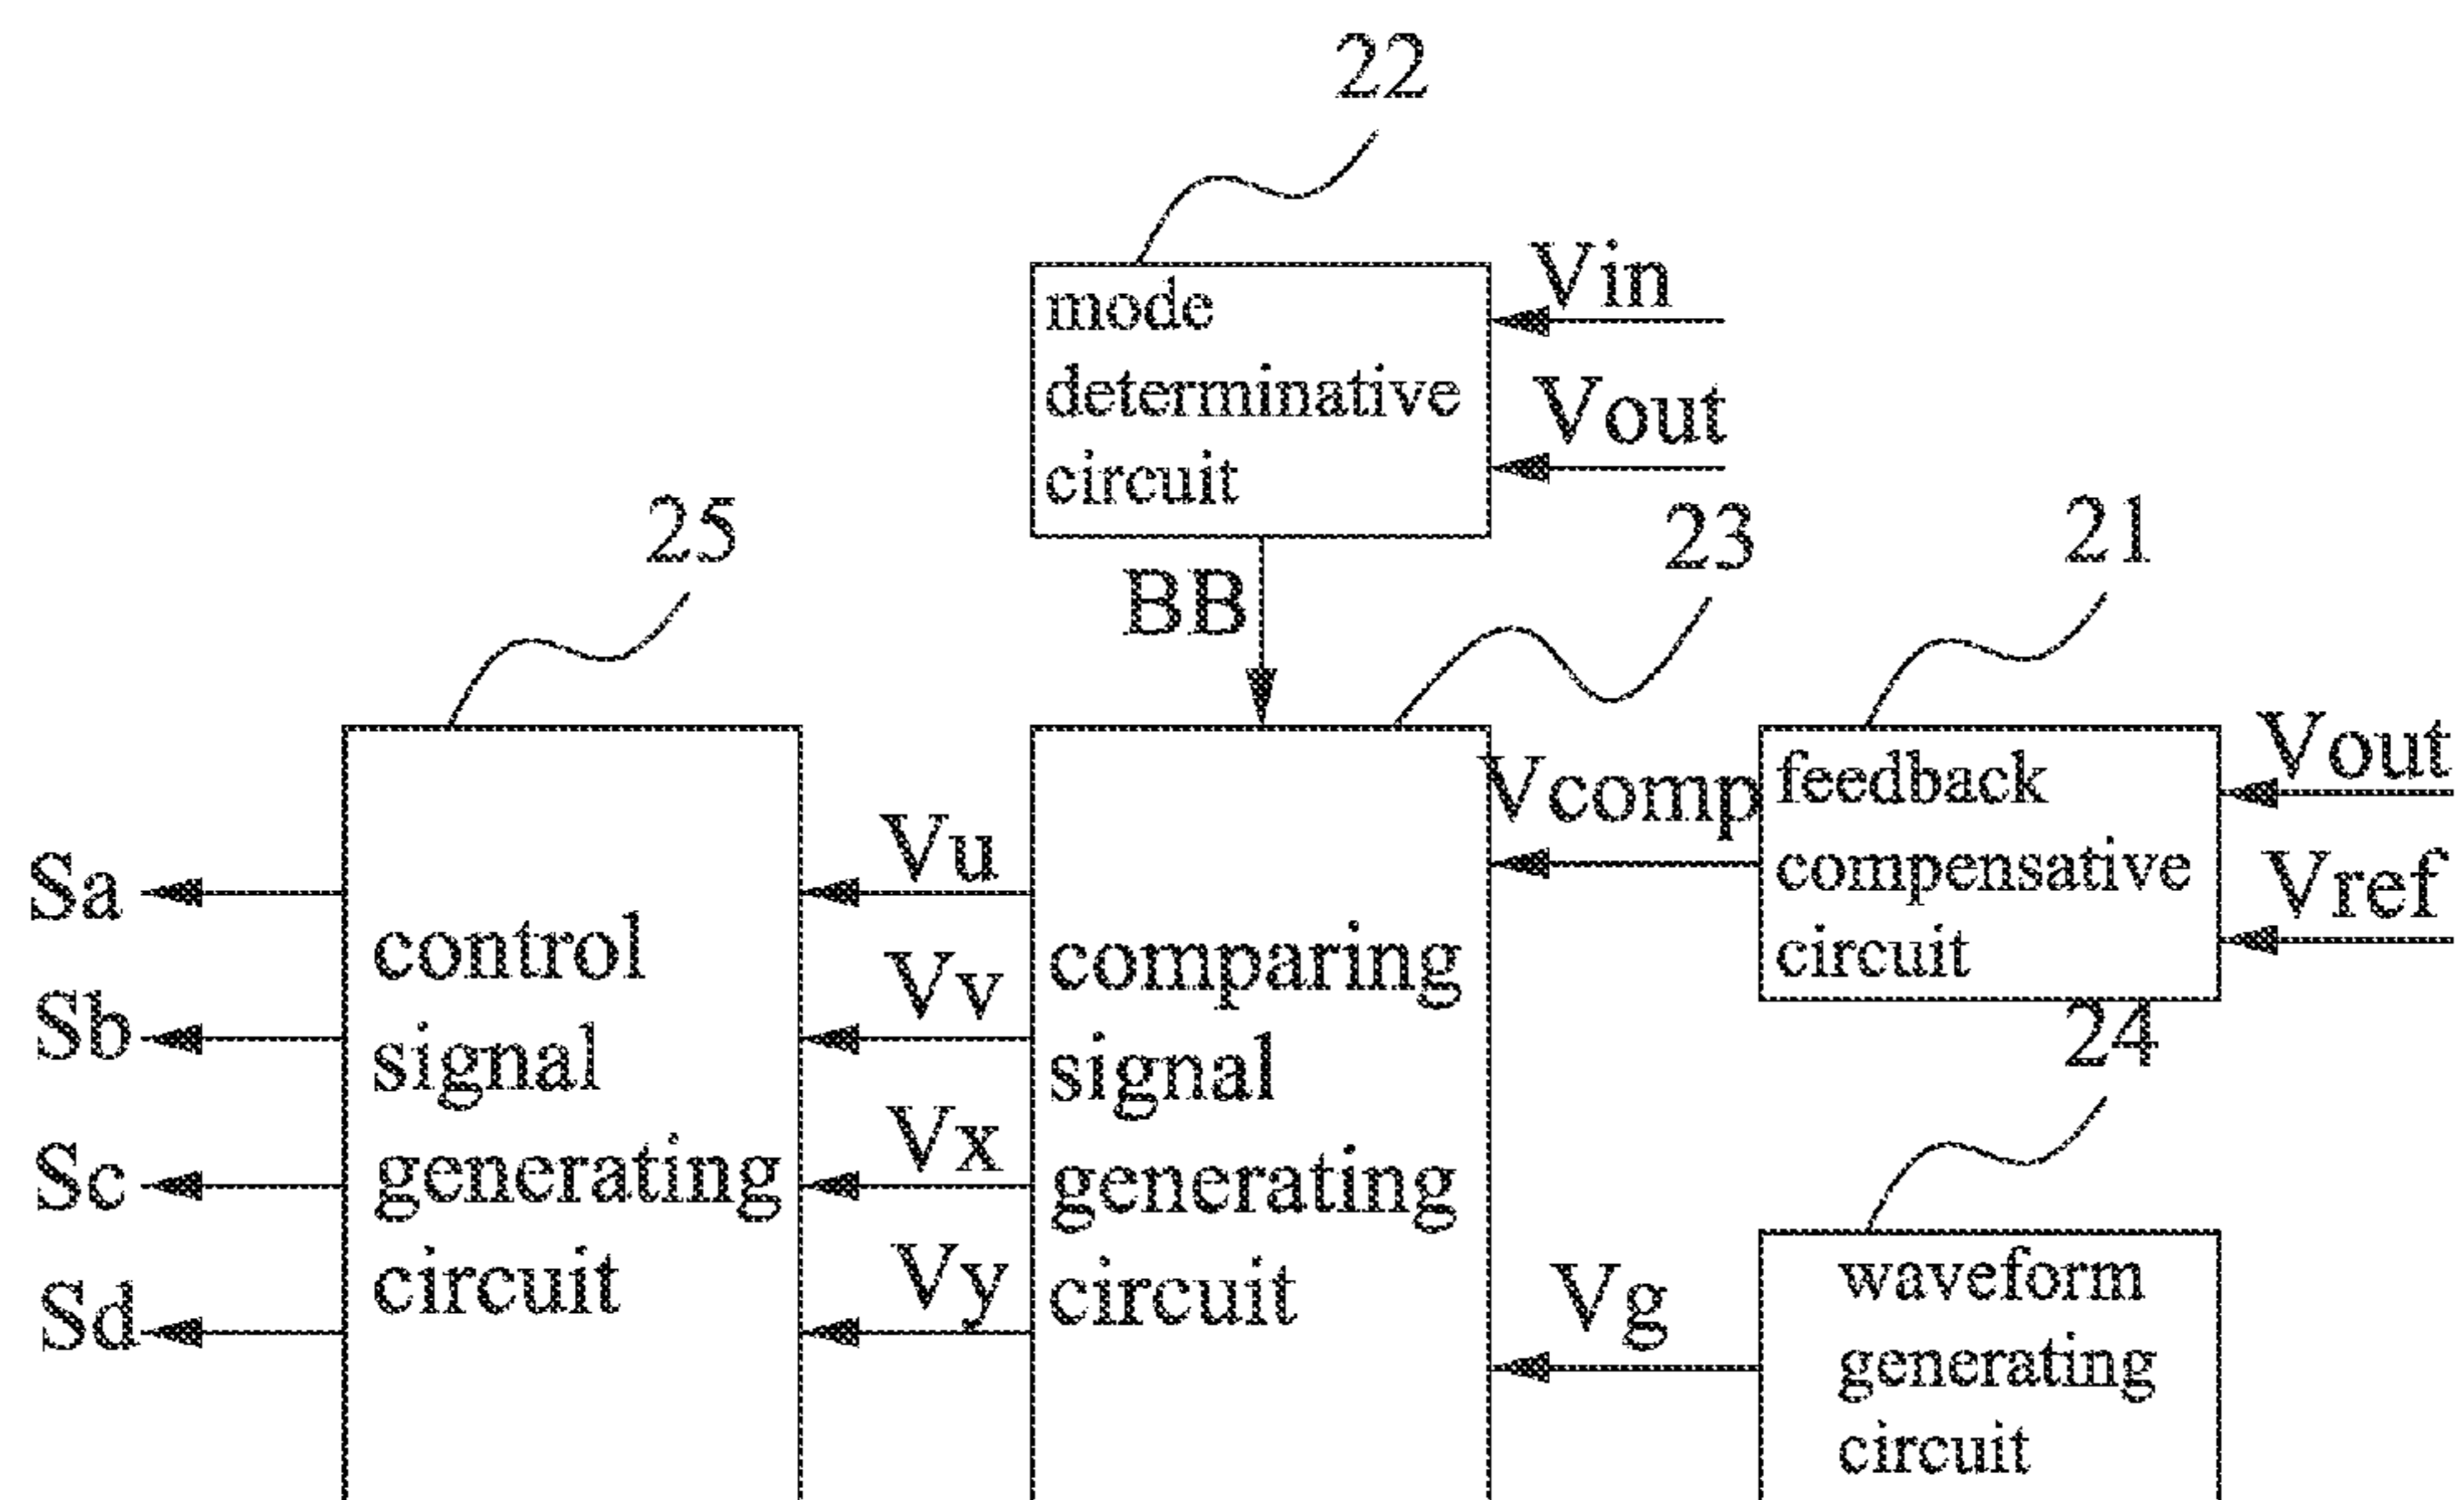 22
mode
determinative
circuit
Vin
Vout
25
BB
23
21
control
signal
generating
circuit
Sa
Sb
Sc
Sd
Vu
Vv
Vx
Vy
comparing
signal
generating
circuit
Vcomp
feedback
compensative
circuit
Vout
Vref
24
Vg
waveform
generating
circuit